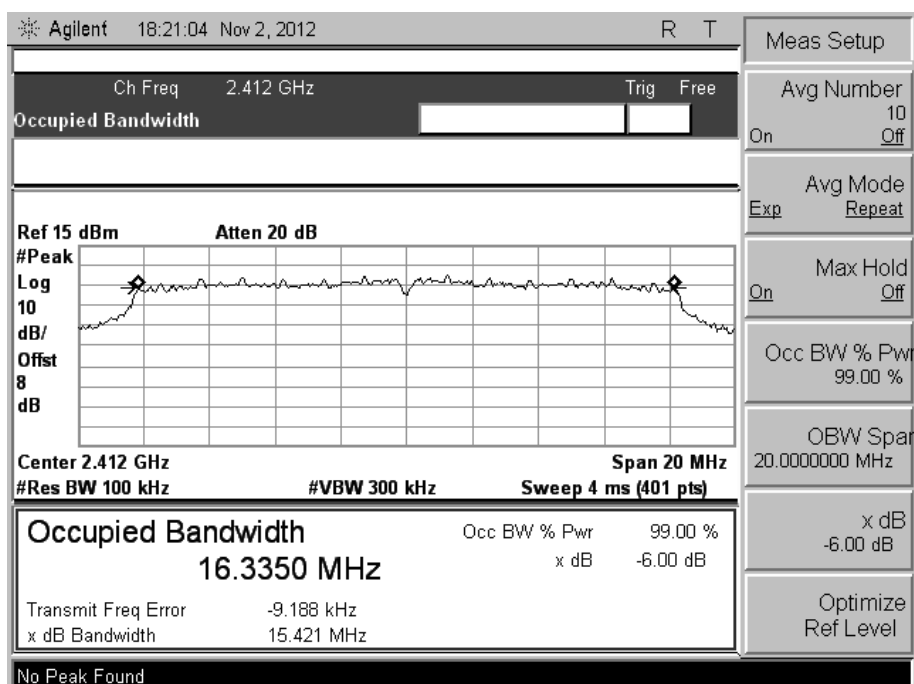 Agilent 18:21:04 Nov 2, 2012 R T
Meas Setup
Ch Freq 2.412 GHz Trig Free
Occupied Bandwidth
Avg Number
10
On Off
Avg Mode
Exp Repeat
Ref 15 dBm Atten 20 dB
#Peak
Log
10
dB/
Offst
8
dB
Max Hold
On Off
Occ BW % Pwr
99.00 %
Center 2.412 GHz Span 20 MHz
#Res BW 100 kHz #VBW 300 kHz Sweep 4 ms (401 pts)
OBW Span
20.0000000 MHz
Occupied Bandwidth Occ BW % Pwr 99.00 %
16.3350 MHz x dB -6.00 dB
Transmit Freq Error -9.188 kHz
x dB Bandwidth 15.421 MHz
x dB
-6.00 dB
Optimize
Ref Level
No Peak Found